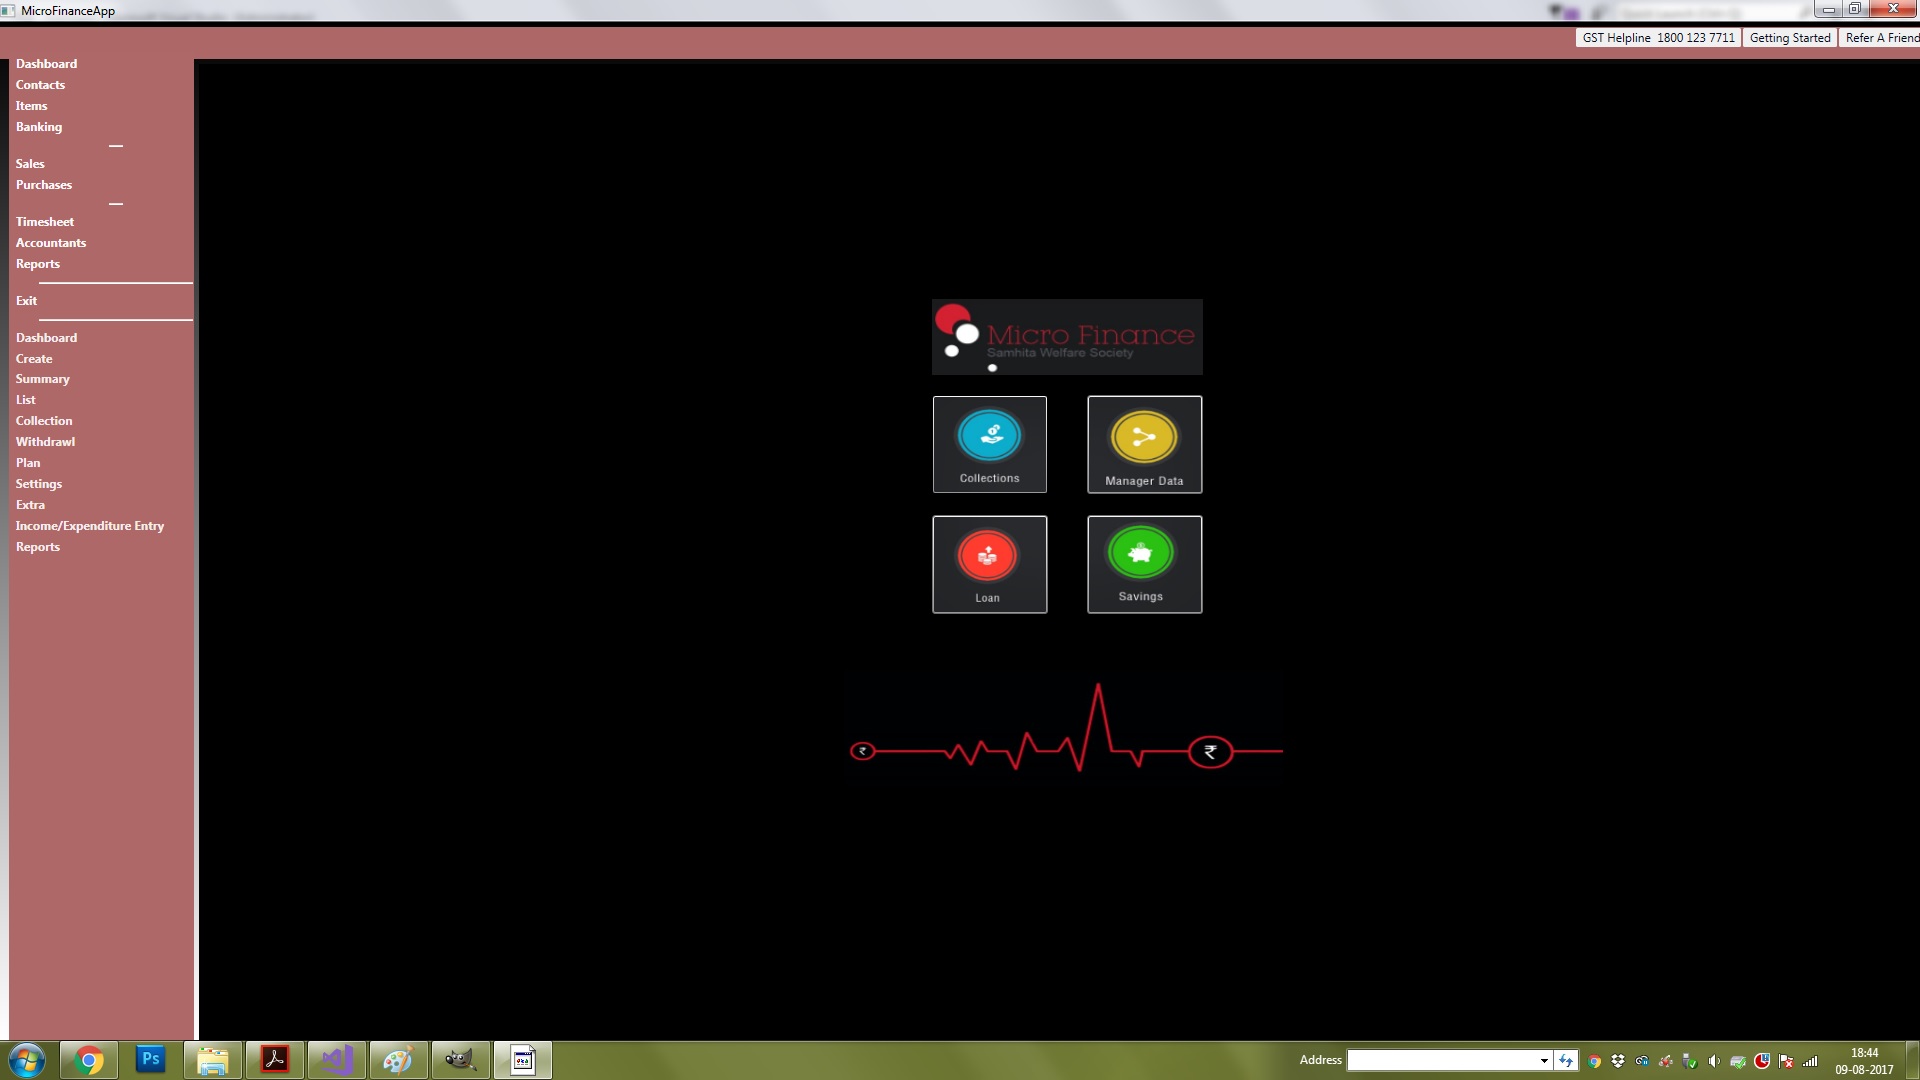 MicroFinanceApp
GST Helpline 1800 123 7711 Getting Started Refer A Friend
Dashboard
Contacts
Items
Banking
Sales
Purchases
Timesheet
Accountants
Reports
Exit
Dashboard
Create
Summary
List
Collection
Withdrawl
Plan
Settings
Extra
Income/Expenditure Entry
Reports
Micro Finance
Samhita Welfare Society
Collections
Manager Data
Loan
Savings
₹ ₹
Ps
Address
18:44
09-08-2017